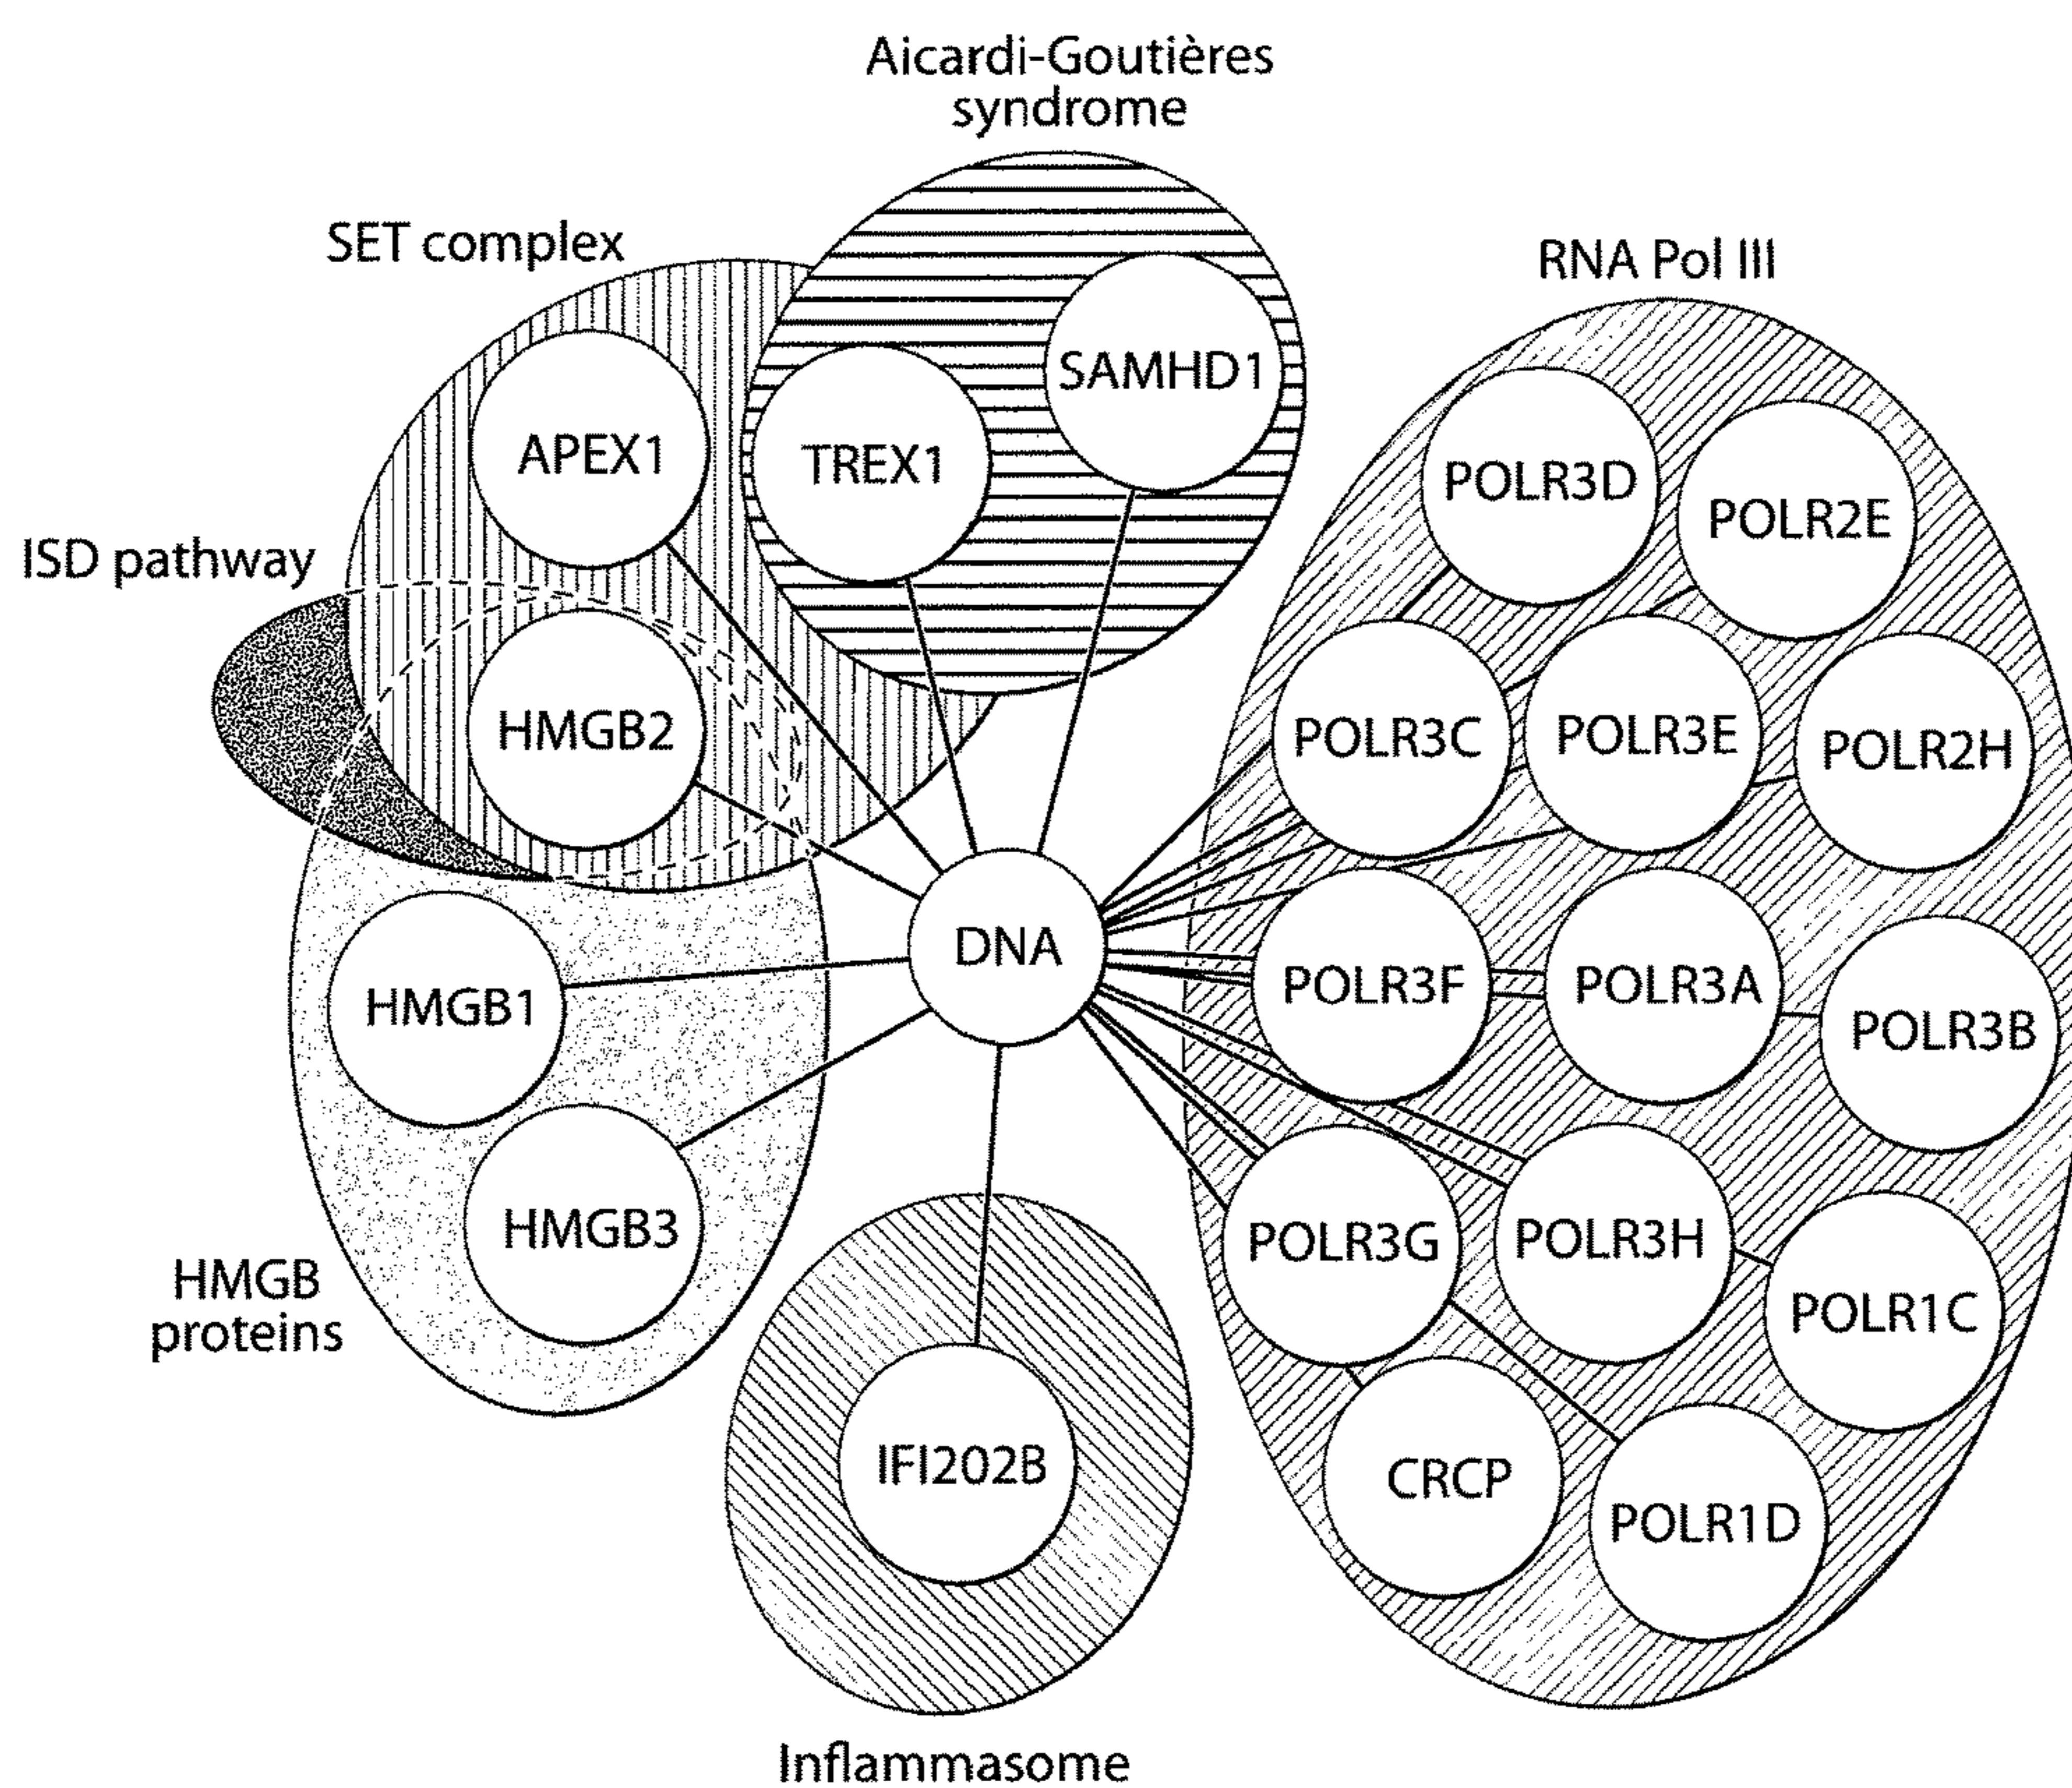 Aicardi-Goutières
syndrome
SET complex
RNA Pol III
SAMHD1
APEX1
TREX1
POLR3D
POLR2E
ISD pathway
HMGB2
POLR3C
POLR3E
POLR2H
DNA
POLR3F
POLR3A
POLR3B
HMGB1
HMGB3
POLR3G
POLR3H
POLR1C
HMGB
proteins
IFI202B
CRCP
POLR1D
Inflammasome